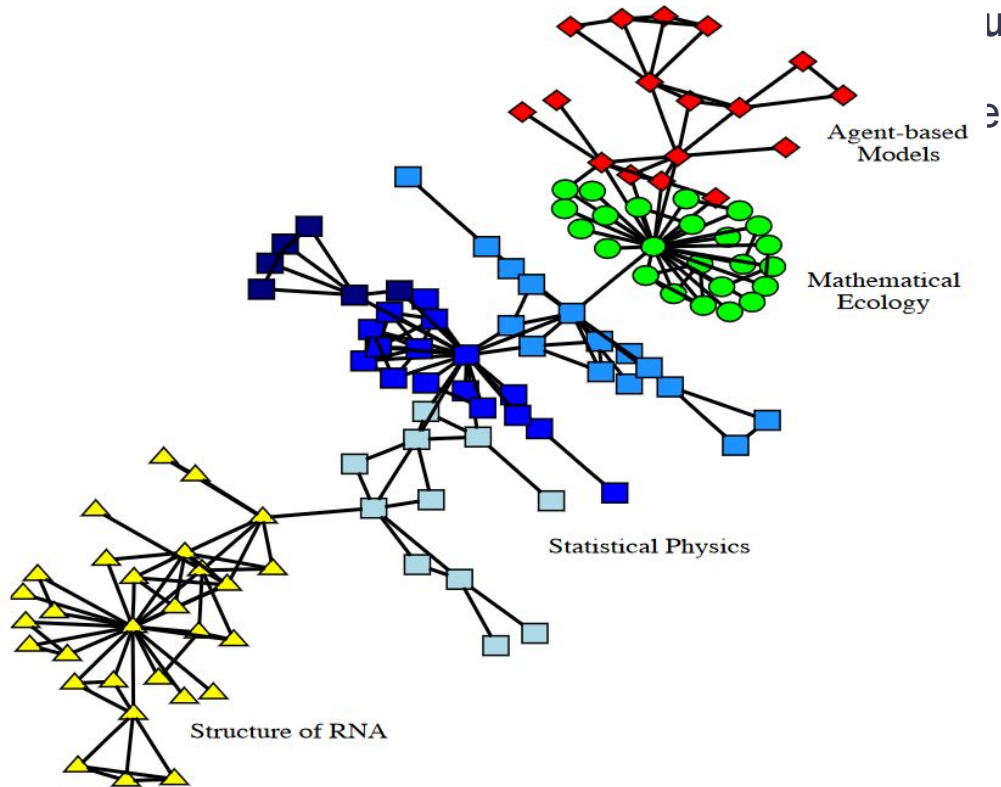 u
e
Agent-based
Models
Mathematical
Ecology
Statistical Physics
Structure of RNA